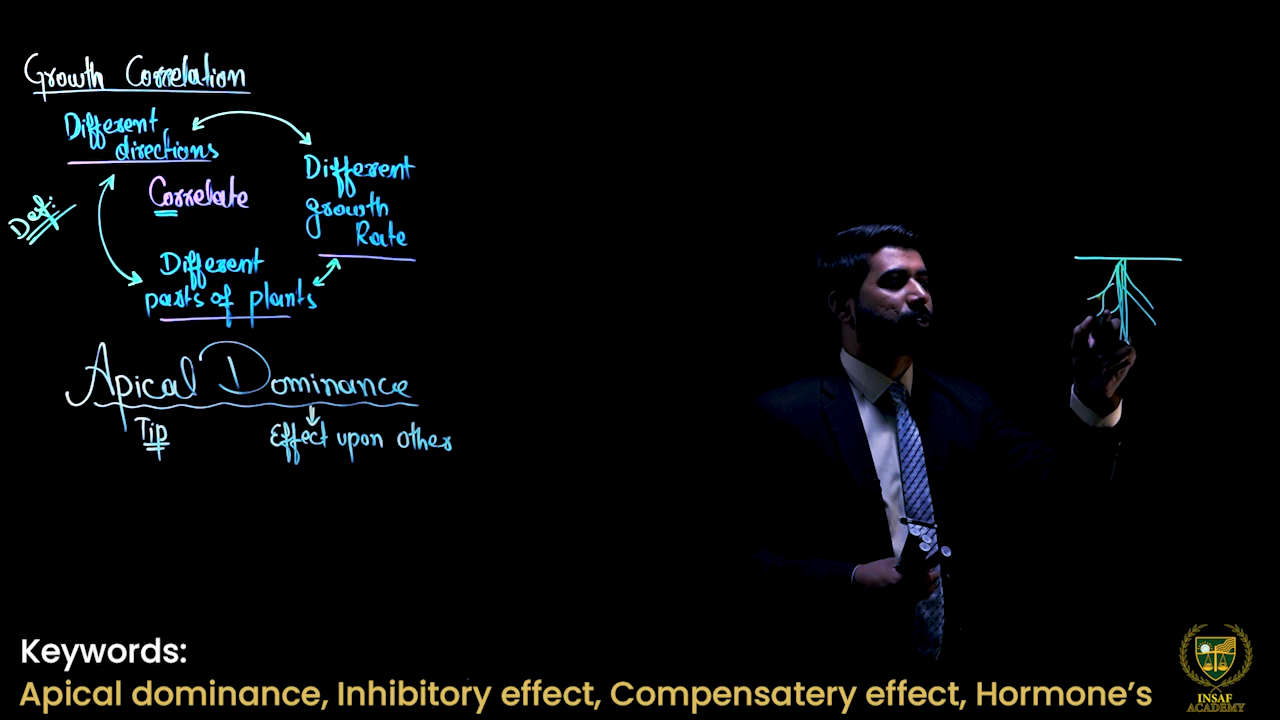 Growth Correlation
Different
directions
Different
growth
Rate
Correlate
Def:
Different
parts of plants
Apical Dominance
Tip
Effect upon other
Keywords:
Apical dominance, Inhibitory effect, Compensatery effect, Hormone's
INSAF
ACADEMY